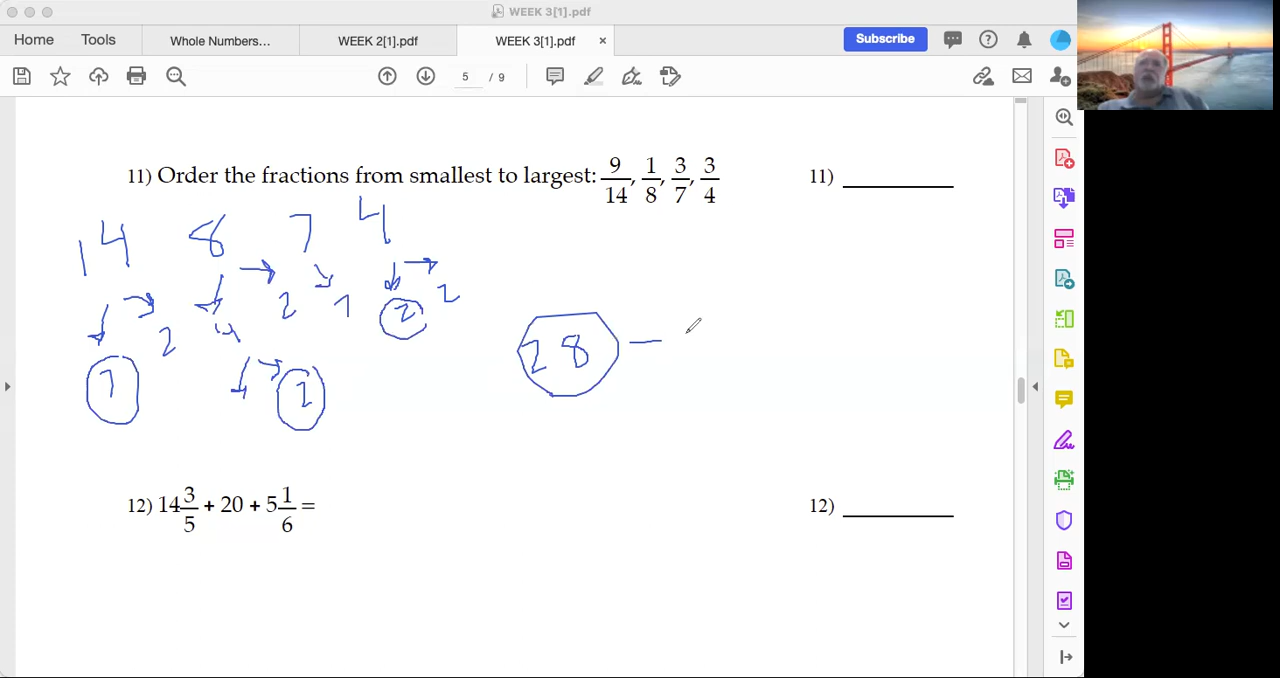 WEEK 3[1].pdf
Home Tools Whole Numbers... WEEK 2[1].pdf WEEK 3[1].pdf × Subscribe
5 / 9
11) Order the fractions from smallest to largest: 9/14, 1/8, 3/7, 3/4 11)
14 8 7 4
2 4 2 1 2 2
7 2
28 —
12) 14 3/5 + 20 + 5 1/6 = 12)